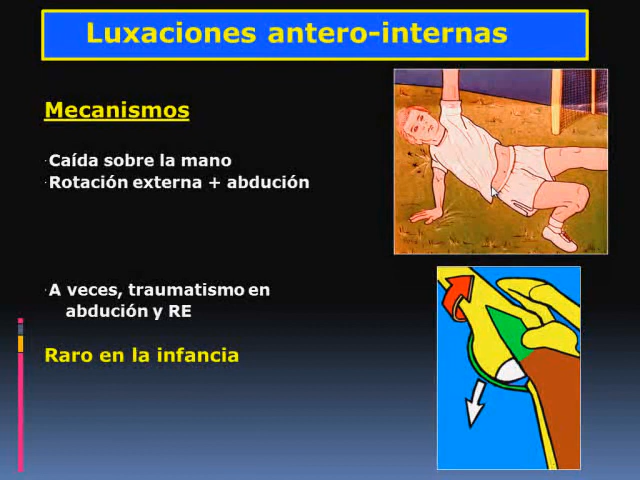 Luxaciones antero-internas
Mecanismos
·Caída sobre la mano
·Rotación externa + abdución
·A veces, traumatismo en
abdución y RE
Raro en la infancia